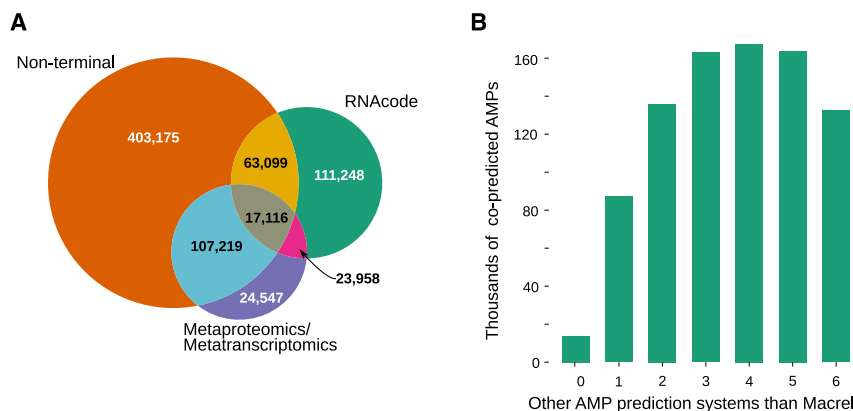 A
Non-terminal
RNAcode
403,175
63,099
111,248
17,116
107,219
23,958
24,547
Metaproteomics/
Metatranscriptomics
B
Thousands of co-predicted AMPs
160
120
80
40
0
0 1 2 3 4 5 6
Other AMP prediction systems than Macrel